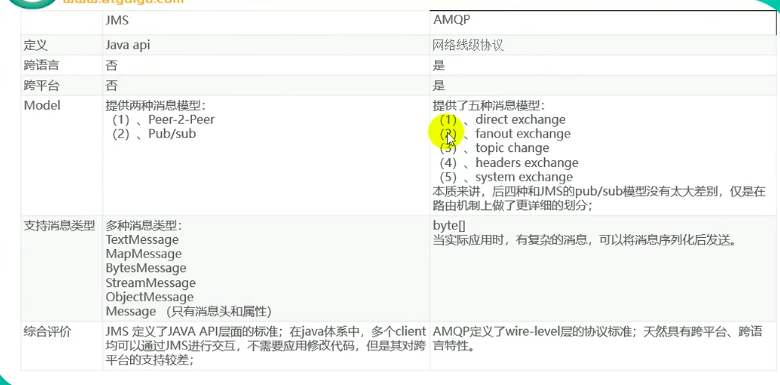 www.atguigu.com
JMS AMQP
定义 Java api 网络线级协议
跨语言 否 是
跨平台 否 是
Model 提供两种消息模型： 提供了五种消息模型：
（1）、Peer-2-Peer （1）、direct exchange
（2）、Pub/sub （2）、fanout exchange
（3）、topic change
（4）、headers exchange
（5）、system exchange
本质来讲，后四种和JMS的pub/sub模型没有太大差别，仅是在
路由机制上做了更详细的划分；
支持消息类型 多种消息类型： byte[]
TextMessage 当实际应用时，有复杂的消息，可以将消息序列化后发送。
MapMessage
BytesMessage
StreamMessage
ObjectMessage
Message （只有消息头和属性）
综合评价 JMS 定义了JAVA API层面的标准；在java体系中，多个client AMQP定义了wire-level层的协议标准；天然具有跨平台、跨语
均可以通过JMS进行交互，不需要应用修改代码，但是其对跨 言特性。
平台的支持较差；